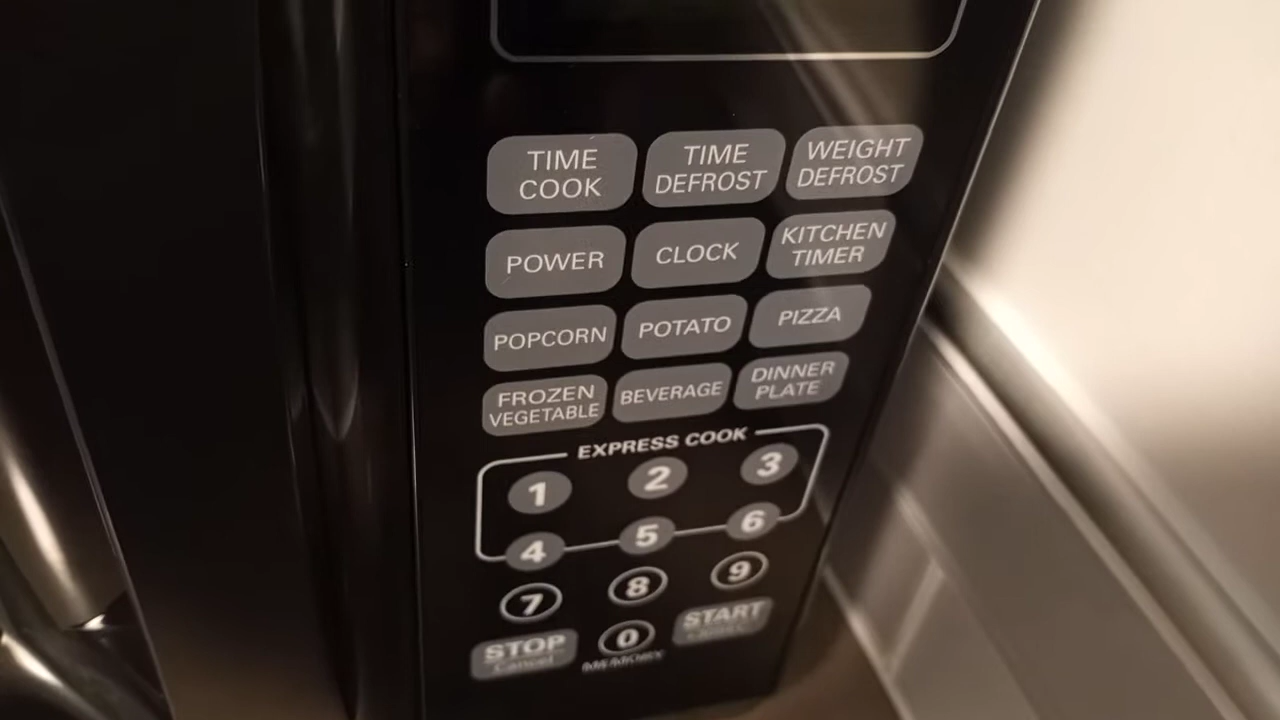 TIME
COOK
TIME
DEFROST
WEIGHT
DEFROST
POWER
CLOCK
KITCHEN
TIMER
POPCORN
POTATO
PIZZA
FROZEN
VEGETABLE
BEVERAGE
DINNER
PLATE
EXPRESS COOK
1
2
3
4
5
6
7
8
9
STOP
Cancel
0
MEMORY
START